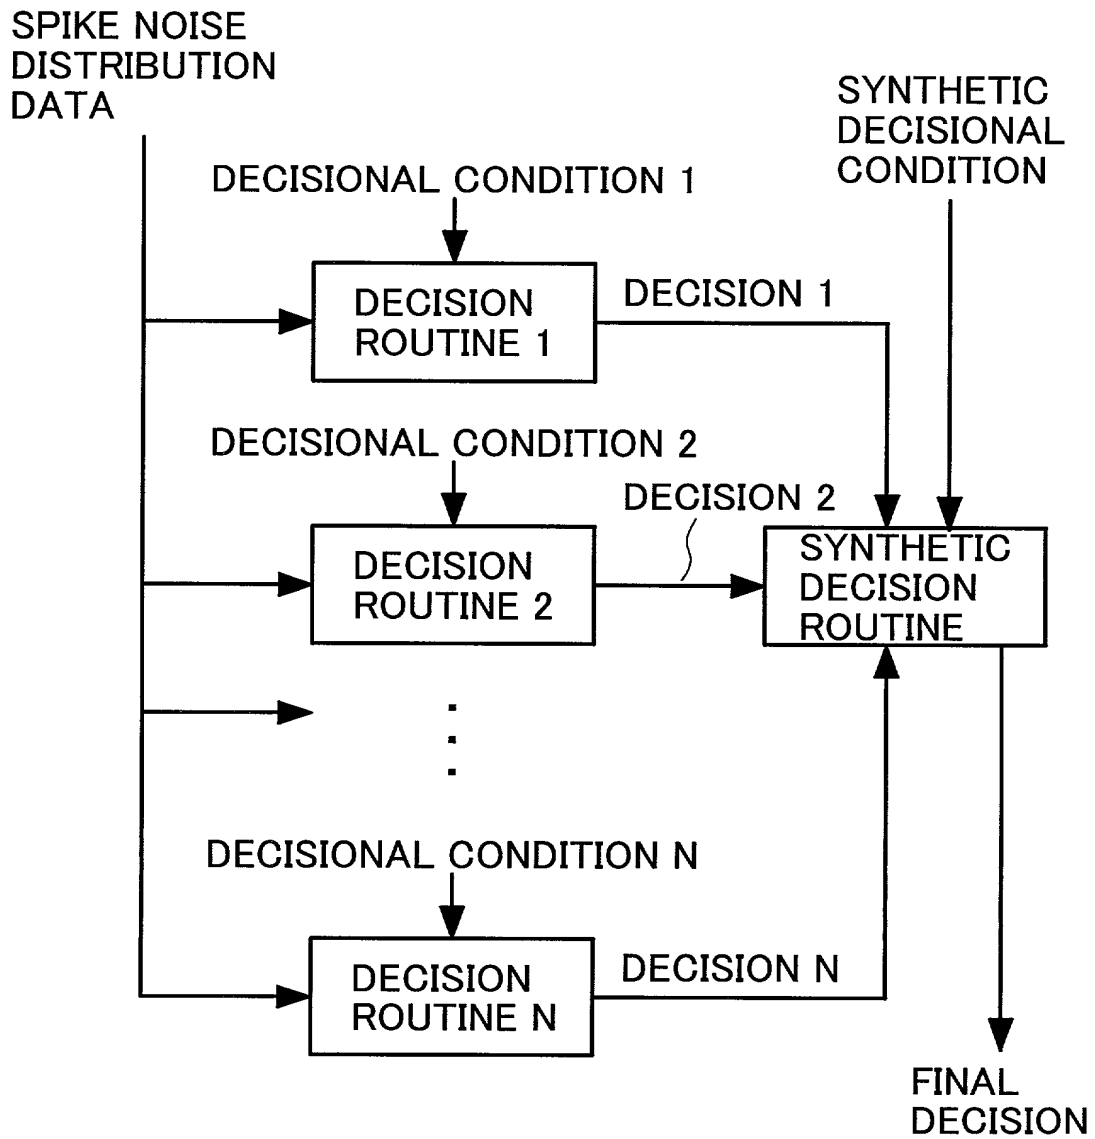 SPIKE NOISE
DISTRIBUTION
DATA
SYNTHETIC
DECISIONAL
CONDITION
DECISIONAL CONDITION 1
DECISION
ROUTINE 1
DECISION 1
DECISIONAL CONDITION 2
DECISION
ROUTINE 2
DECISION 2
SYNTHETIC
DECISION
ROUTINE
DECISIONAL CONDITION N
DECISION
ROUTINE N
DECISION N
FINAL
DECISION